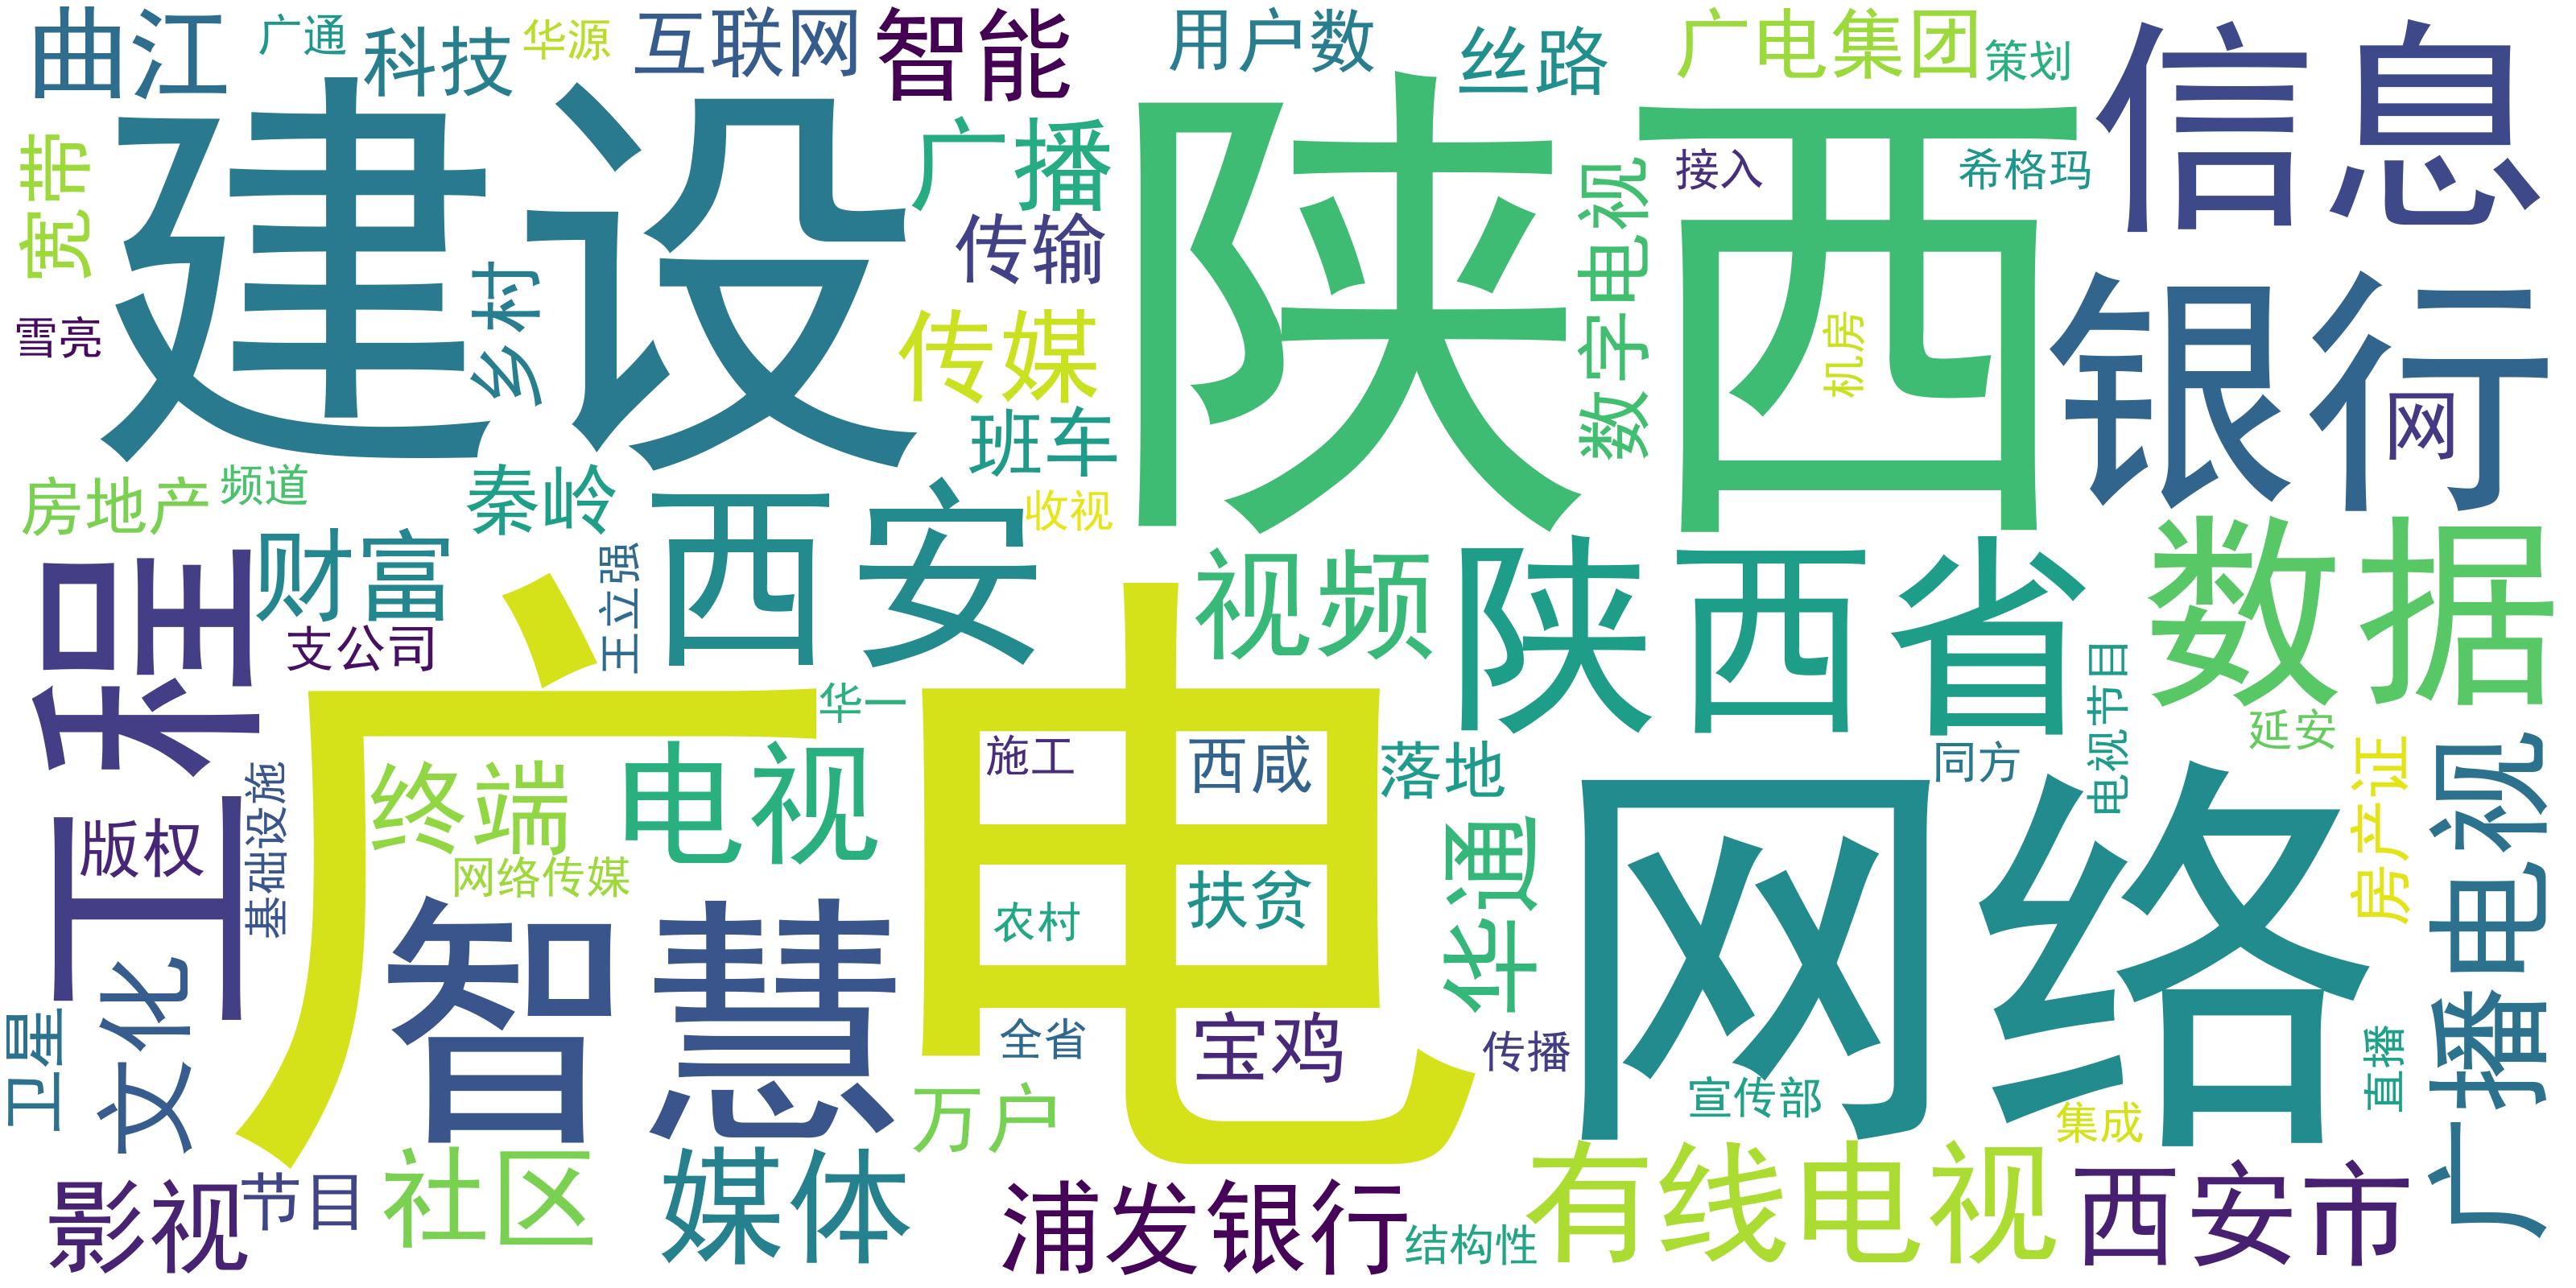 曲江
广通
科技
华源
互联网
智能
用户数
丝路
广电集团
策划
信息
建设
陕西
宽带
广播
数字电视
接入
希格玛
传输
乡村
银行
雪亮
传媒
机房
网
班车
房地产
频道
秦岭
西安
收视
工程
财富
王立强
视频
陕西省
数据
支公司
广电
华一
电视节目
延安
终端
电视
施工
西咸
落地
同方
房产证
广播电视
基础设施
版权
网络
网络传媒
华通
智慧
农村
扶贫
卫星
文化
全省
宝鸡
传播
直播
万户
宣传部
集成
影视
节目
社区
媒体
浦发银行
结构性
有线电视
西安市